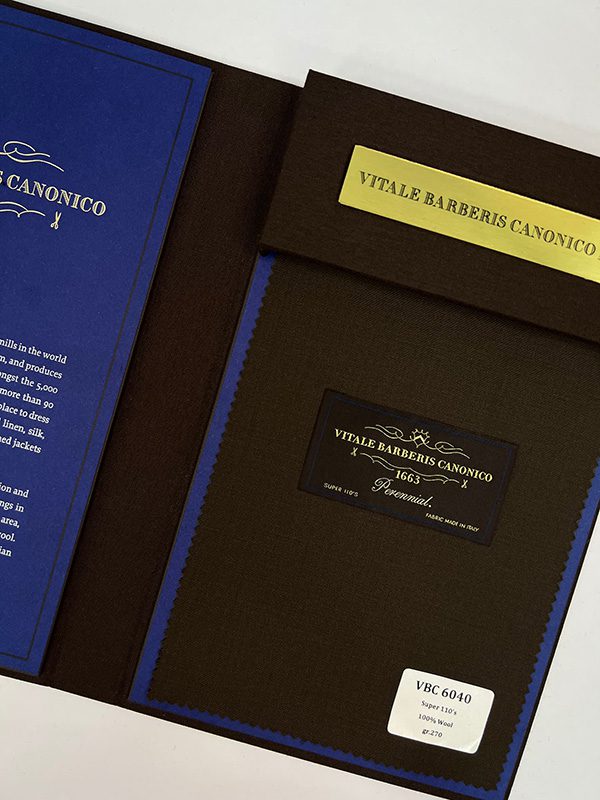 S CANONICO
mills in the world
, and produces
ngst the 5,000
more than 90
place to dress
linen, silk,
ned jackets
ion and
ngs in
area,
ool.
ian
VITALE BARBERIS CANONICO
VITALE BARBERIS CANONICO
1663
Perennial.
SUPER 110'S
FABRIC MADE IN ITALY
VBC 6040
Super 110's
100% Wool
gr.270